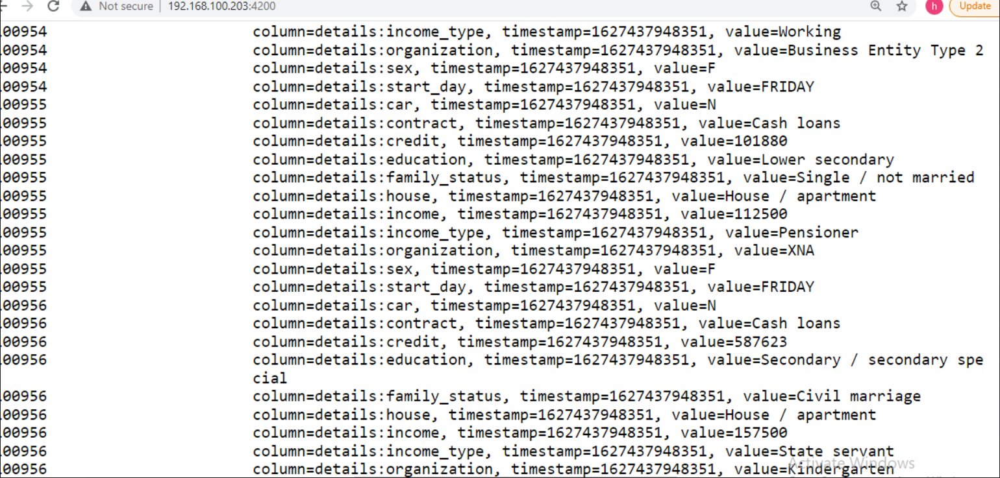 Not secure | 192.168.100.203:4200 h Update
.00954 column=details:income_type, timestamp=1627437948351, value=Working
.00954 column=details:organization, timestamp=1627437948351, value=Business Entity Type 2
.00954 column=details:sex, timestamp=1627437948351, value=F
.00954 column=details:start_day, timestamp=1627437948351, value=FRIDAY
.00955 column=details:car, timestamp=1627437948351, value=N
.00955 column=details:contract, timestamp=1627437948351, value=Cash loans
.00955 column=details:credit, timestamp=1627437948351, value=101880
.00955 column=details:education, timestamp=1627437948351, value=Lower secondary
.00955 column=details:family_status, timestamp=1627437948351, value=Single / not married
.00955 column=details:house, timestamp=1627437948351, value=House / apartment
.00955 column=details:income, timestamp=1627437948351, value=112500
.00955 column=details:income_type, timestamp=1627437948351, value=Pensioner
.00955 column=details:organization, timestamp=1627437948351, value=XNA
.00955 column=details:sex, timestamp=1627437948351, value=F
.00955 column=details:start_day, timestamp=1627437948351, value=FRIDAY
.00956 column=details:car, timestamp=1627437948351, value=N
.00956 column=details:contract, timestamp=1627437948351, value=Cash loans
.00956 column=details:credit, timestamp=1627437948351, value=587623
.00956 column=details:education, timestamp=1627437948351, value=Secondary / secondary spe
cial
.00956 column=details:family_status, timestamp=1627437948351, value=Civil marriage
.00956 column=details:house, timestamp=1627437948351, value=House / apartment
.00956 column=details:income, timestamp=1627437948351, value=157500
.00956 column=details:income_type, timestamp=1627437948351, value=State servant
.00956 column=details:organization, timestamp=1627437948351, value=Kindergarten
Activate Windows